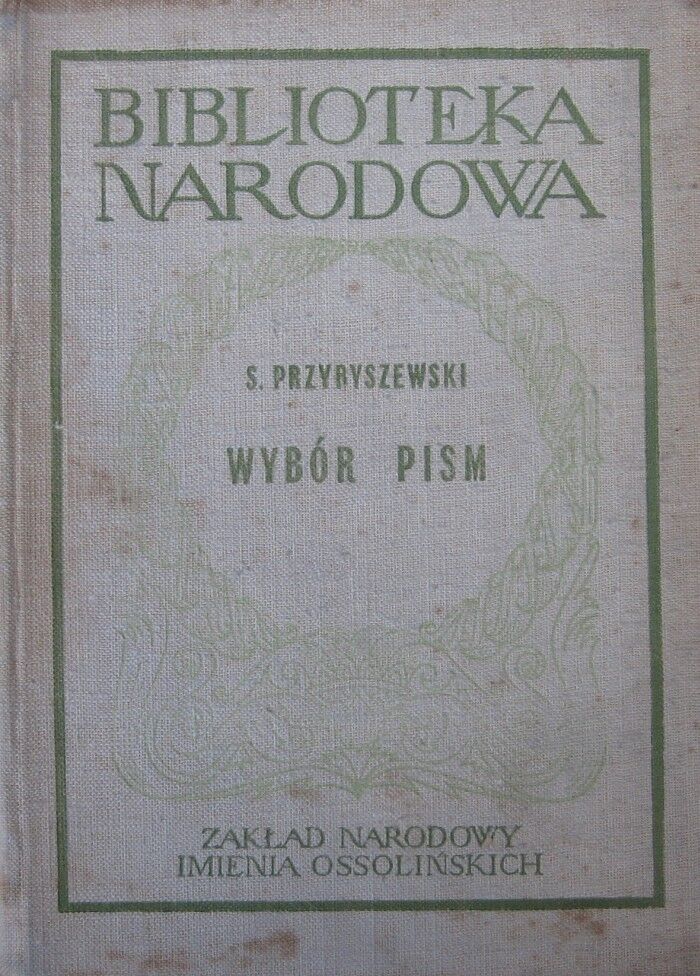 BIBLIOTEKA
NARODOWA
S. PRZYBYSZEWSKI
WYBÓR PISM
ZAKŁAD NARODOWY
IMIENIA OSSOLIŃSKICH